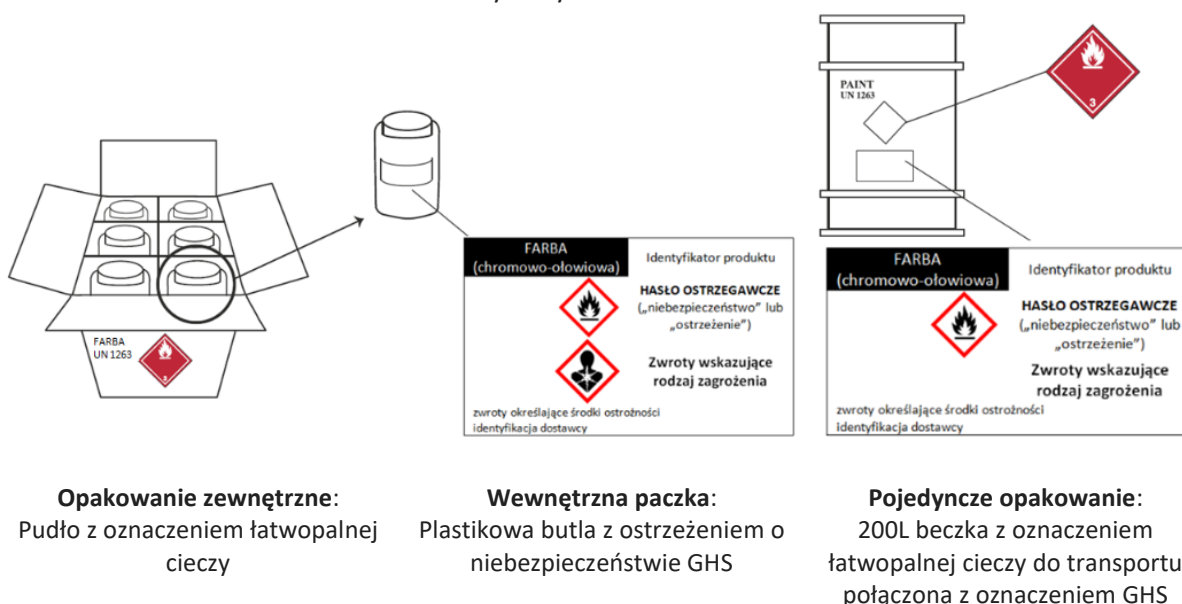 PAINT
UN 1263
3
FARBA
UN 1263
3
FARBA
(chromowo-ołowiowa)
Identyfikator produktu
HASŁO OSTRZEGAWCZE
(„niebezpieczeństwo” lub
„ostrzeżenie”)
Zwroty wskazujące
rodzaj zagrożenia
zwroty określające środki ostrożności
identyfikacja dostawcy
FARBA
(chromowo-ołowiowa)
Identyfikator produktu
HASŁO OSTRZEGAWCZE
(„niebezpieczeństwo” lub
„ostrzeżenie”)
Zwroty wskazujące
rodzaj zagrożenia
zwroty określające środki ostrożności
identyfikacja dostawcy
Opakowanie zewnętrzne:
Pudło z oznaczeniem łatwopalnej
cieczy
Wewnętrzna paczka:
Plastikowa butla z ostrzeżeniem o
niebezpieczeństwie GHS
Pojedyncze opakowanie:
200L beczka z oznaczeniem
łatwopalnej cieczy do transportu
połączona z oznaczeniem GHS